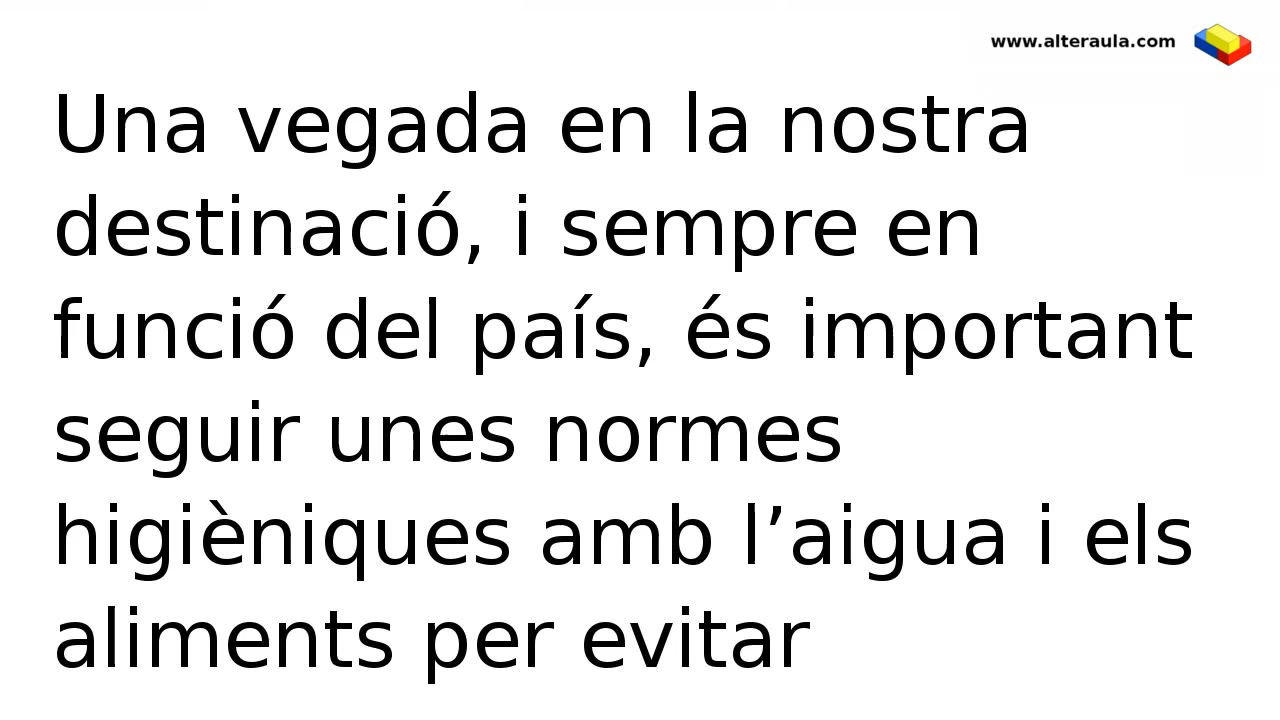 www.alteraula.com
Una vegada en la nostra
destinació, i sempre en
funció del país, és important
seguir unes normes
higièniques amb l’aigua i els
aliments per evitar